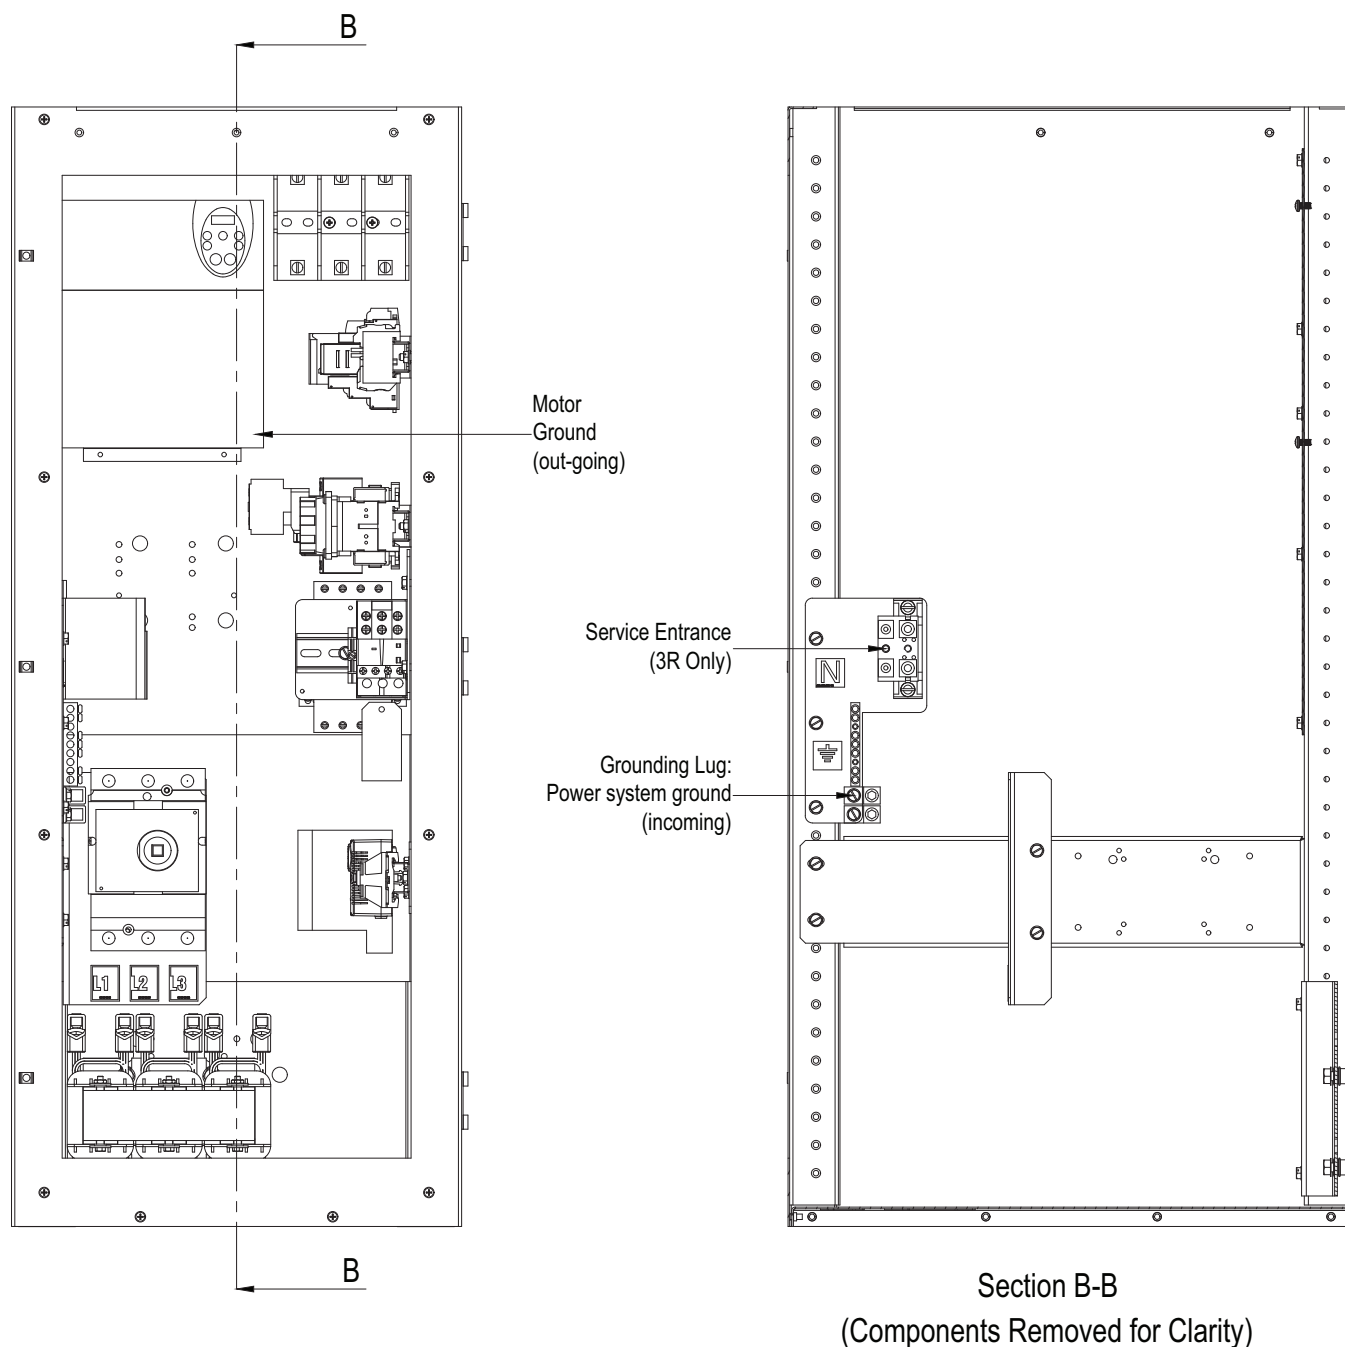 B
Motor
Ground
(out-going)
Service Entrance
(3R Only)
N
Grounding Lug:
Power system ground
(incoming)
L1 L2 L3
B
Section B-B
(Components Removed for Clarity)